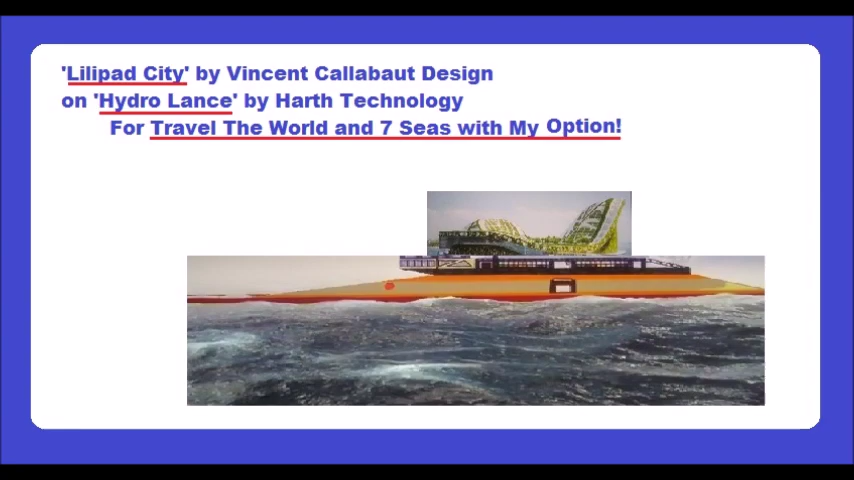 'Lilipad City' by Vincent Callabaut Design
on 'Hydro Lance' by Harth Technology
For Travel The World and 7 Seas with My Option!